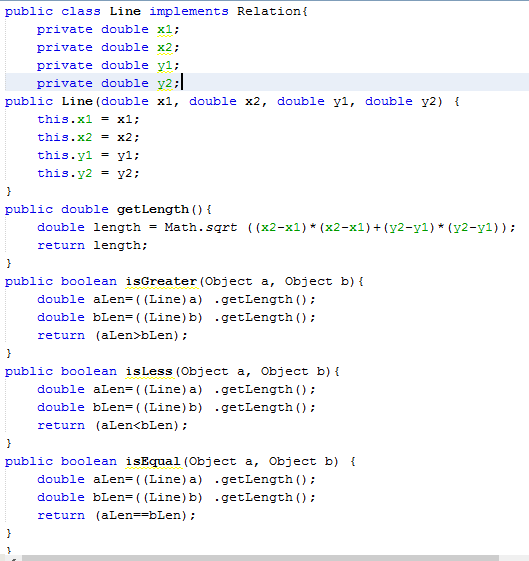 public class Line implements Relation{
    private double x1;
    private double x2;
    private double y1;
    private double y2;
public Line(double x1, double x2, double y1, double y2) {
    this.x1 = x1;
    this.x2 = x2;
    this.y1 = y1;
    this.y2 = y2;
}
public double getLength(){
    double length = Math.sqrt ((x2-x1)*(x2-x1)+(y2-y1)*(y2-y1));
    return length;
}
public boolean isGreater(Object a, Object b){
    double aLen=((Line)a) .getLength();
    double bLen=((Line)b) .getLength();
    return (aLen>bLen);
}
public boolean isLess(Object a, Object b){
    double aLen=((Line)a) .getLength();
    double bLen=((Line)b) .getLength();
    return (aLen<bLen);
}
public boolean isEqual(Object a, Object b) {
    double aLen=((Line)a) .getLength();
    double bLen=((Line)b) .getLength();
    return (aLen==bLen);
}
}